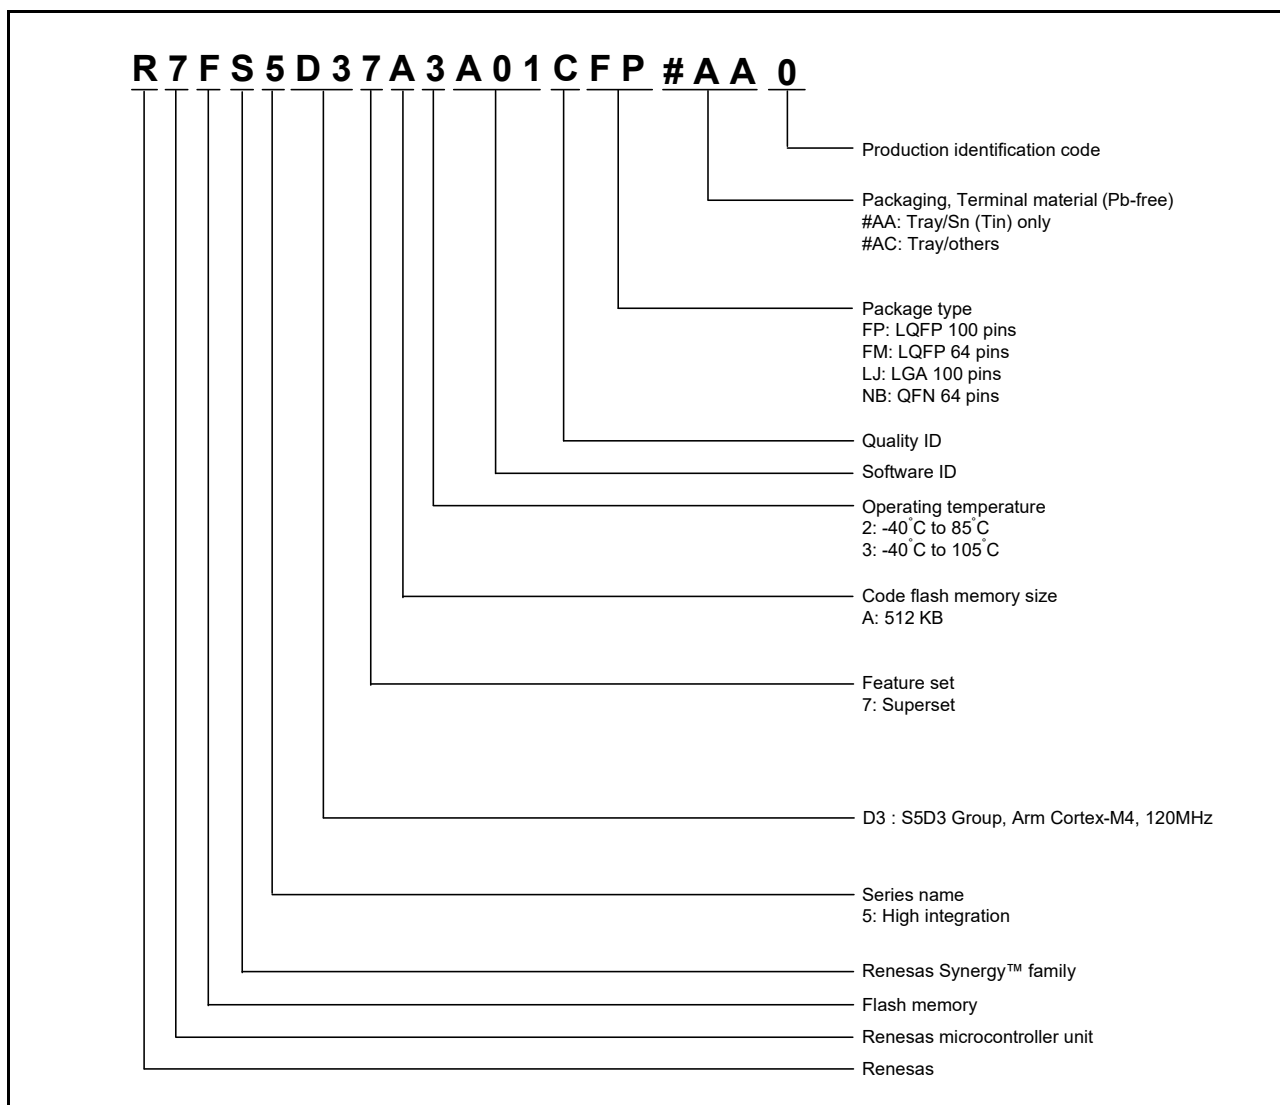 R7FS5D37A3A01CFP #AA0
Production identification code
Packaging, Terminal material (Pb-free)
#AA: Tray/Sn (Tin) only
#AC: Tray/others
Package type
FP: LQFP 100 pins
FM: LQFP 64 pins
LJ: LGA 100 pins
NB: QFN 64 pins
Quality ID
Software ID
Operating temperature
2: -40°C to 85°C
3: -40°C to 105°C
Code flash memory size
A: 512 KB
Feature set
7: Superset
D3 : S5D3 Group, Arm Cortex-M4, 120MHz
Series name
5: High integration
Renesas Synergy™ family
Flash memory
Renesas microcontroller unit
Renesas